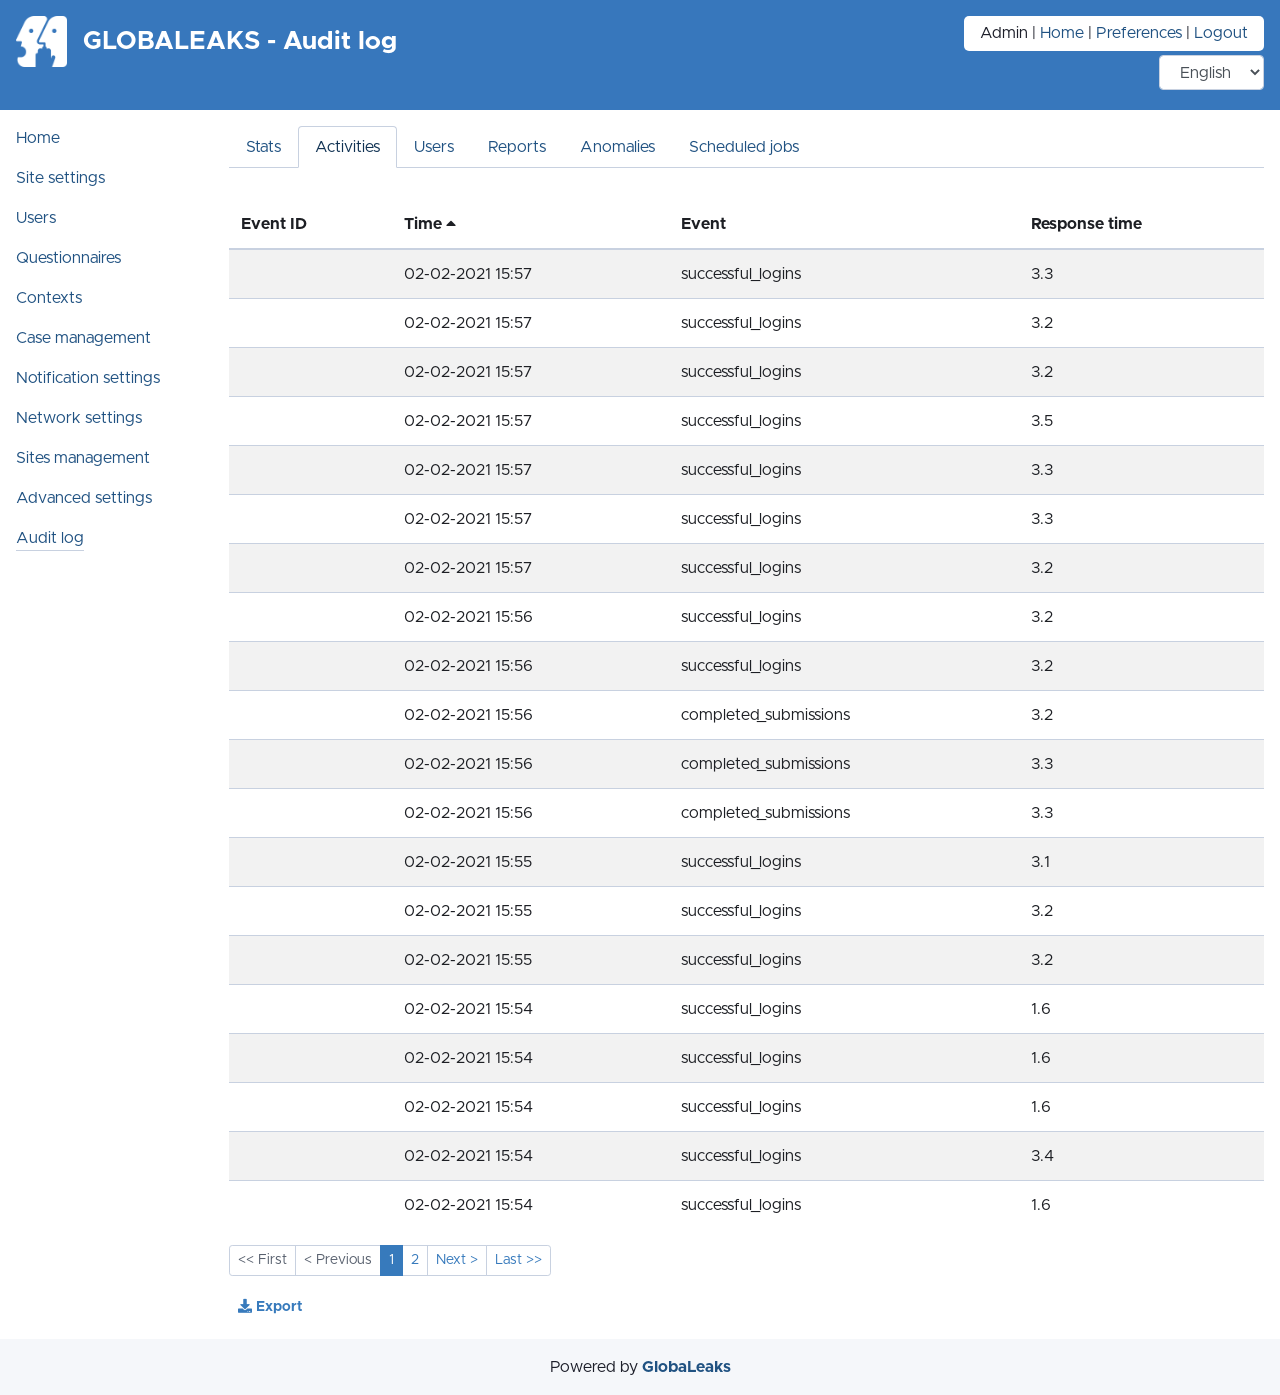 GLOBALEAKS - Audit log
Admin | Home | Preferences | Logout
English
Home
Site settings
Users
Questionnaires
Contexts
Case management
Notification settings
Network settings
Sites management
Advanced settings
Audit log
Stats Activities Users Reports Anomalies Scheduled jobs
Event ID Time Event Response time
02-02-2021 15:57 successful_logins 3.3
02-02-2021 15:57 successful_logins 3.2
02-02-2021 15:57 successful_logins 3.2
02-02-2021 15:57 successful_logins 3.5
02-02-2021 15:57 successful_logins 3.3
02-02-2021 15:57 successful_logins 3.3
02-02-2021 15:57 successful_logins 3.2
02-02-2021 15:56 successful_logins 3.2
02-02-2021 15:56 successful_logins 3.2
02-02-2021 15:56 completed_submissions 3.2
02-02-2021 15:56 completed_submissions 3.3
02-02-2021 15:56 completed_submissions 3.3
02-02-2021 15:55 successful_logins 3.1
02-02-2021 15:55 successful_logins 3.2
02-02-2021 15:55 successful_logins 3.2
02-02-2021 15:54 successful_logins 1.6
02-02-2021 15:54 successful_logins 1.6
02-02-2021 15:54 successful_logins 1.6
02-02-2021 15:54 successful_logins 3.4
02-02-2021 15:54 successful_logins 1.6
<< First < Previous 1 2 Next > Last >>
Export
Powered by GlobaLeaks